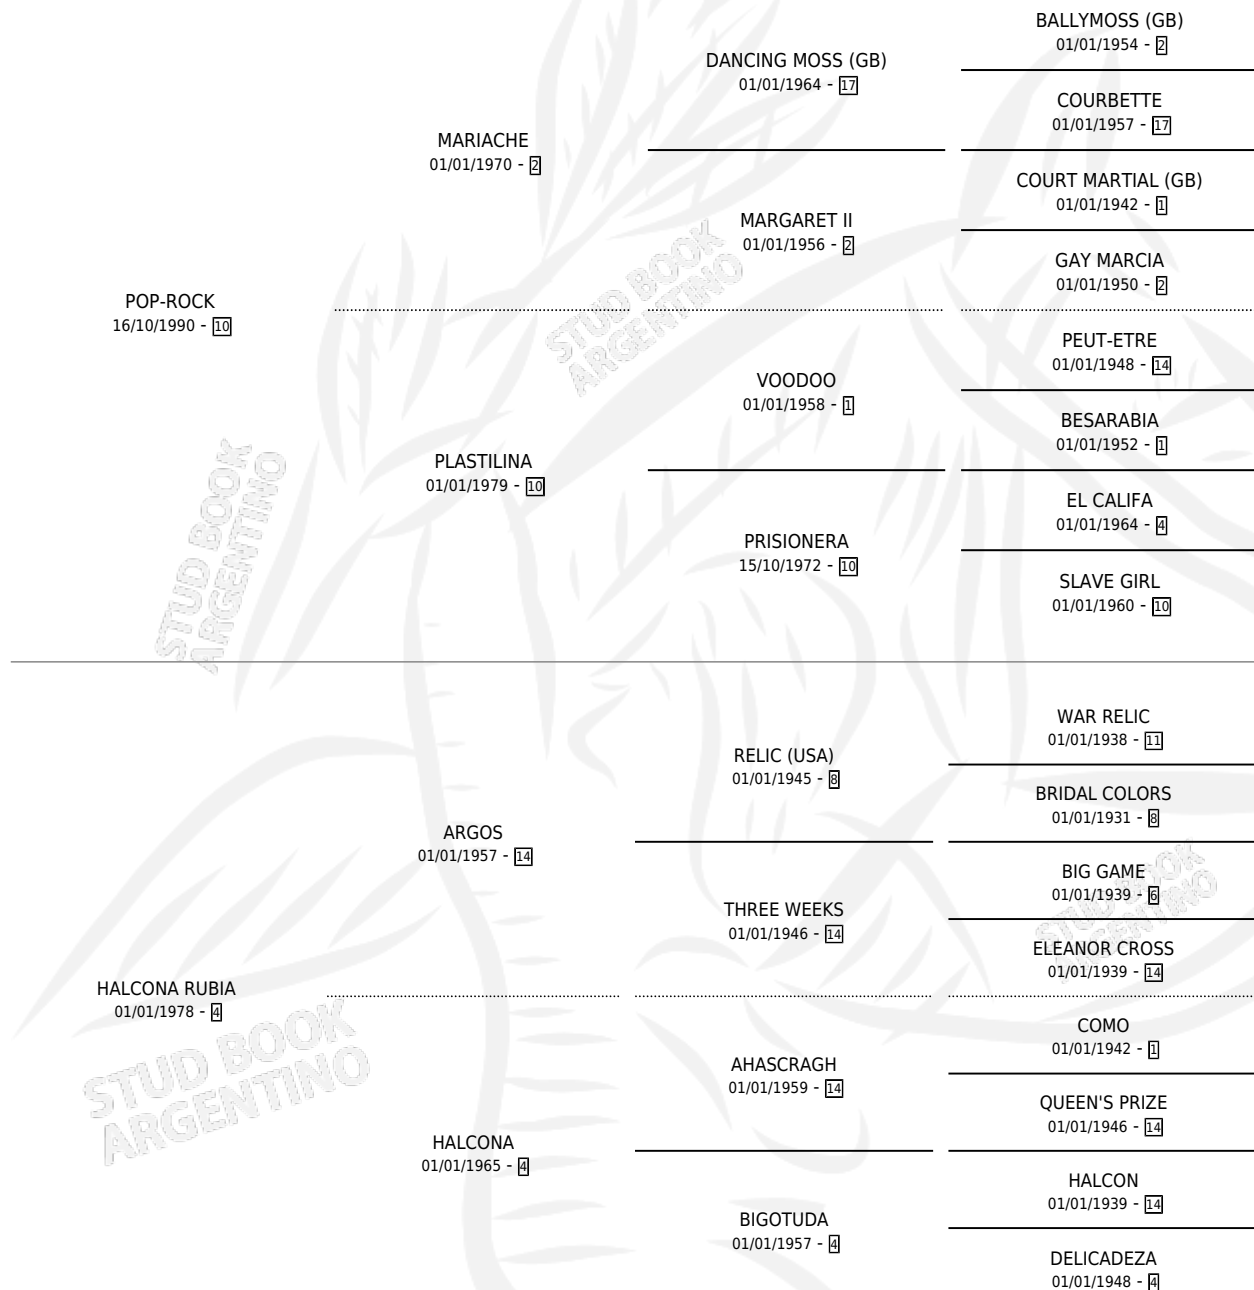 BALLYMOSS (GB)
01/01/1954 - 2
DANCING MOSS (GB)
01/01/1964 - 17
COURBETTE
01/01/1957 - 17
MARIACHE
01/01/1970 - 2
COURT MARTIAL (GB)
01/01/1942 - 1
MARGARET II
01/01/1956 - 2
GAY MARCIA
01/01/1950 - 2
POP-ROCK
16/10/1990 - 10
PEUT-ETRE
01/01/1948 - 14
VOODOO
01/01/1958 - 1
BESARABIA
01/01/1952 - 1
PLASTILINA
01/01/1979 - 10
EL CALIFA
01/01/1964 - 4
PRISIONERA
15/10/1972 - 10
SLAVE GIRL
01/01/1960 - 10
WAR RELIC
01/01/1938 - 11
RELIC (USA)
01/01/1945 - 8
BRIDAL COLORS
01/01/1931 - 8
ARGOS
01/01/1957 - 14
BIG GAME
01/01/1939 - 6
THREE WEEKS
01/01/1946 - 14
ELEANOR CROSS
01/01/1939 - 14
HALCONA RUBIA
01/01/1978 - 4
COMO
01/01/1942 - 1
AHASCRAGH
01/01/1959 - 14
QUEEN'S PRIZE
01/01/1946 - 14
HALCONA
01/01/1965 - 4
HALCON
01/01/1939 - 14
BIGOTUDA
01/01/1957 - 4
DELICADEZA
01/01/1948 - 4
STUD BOOK
ARGENTINO
STUD BOOK
ARGENTINO
STUD BOOK
ARGENTINO
STUD BOOK
ARGENTINO